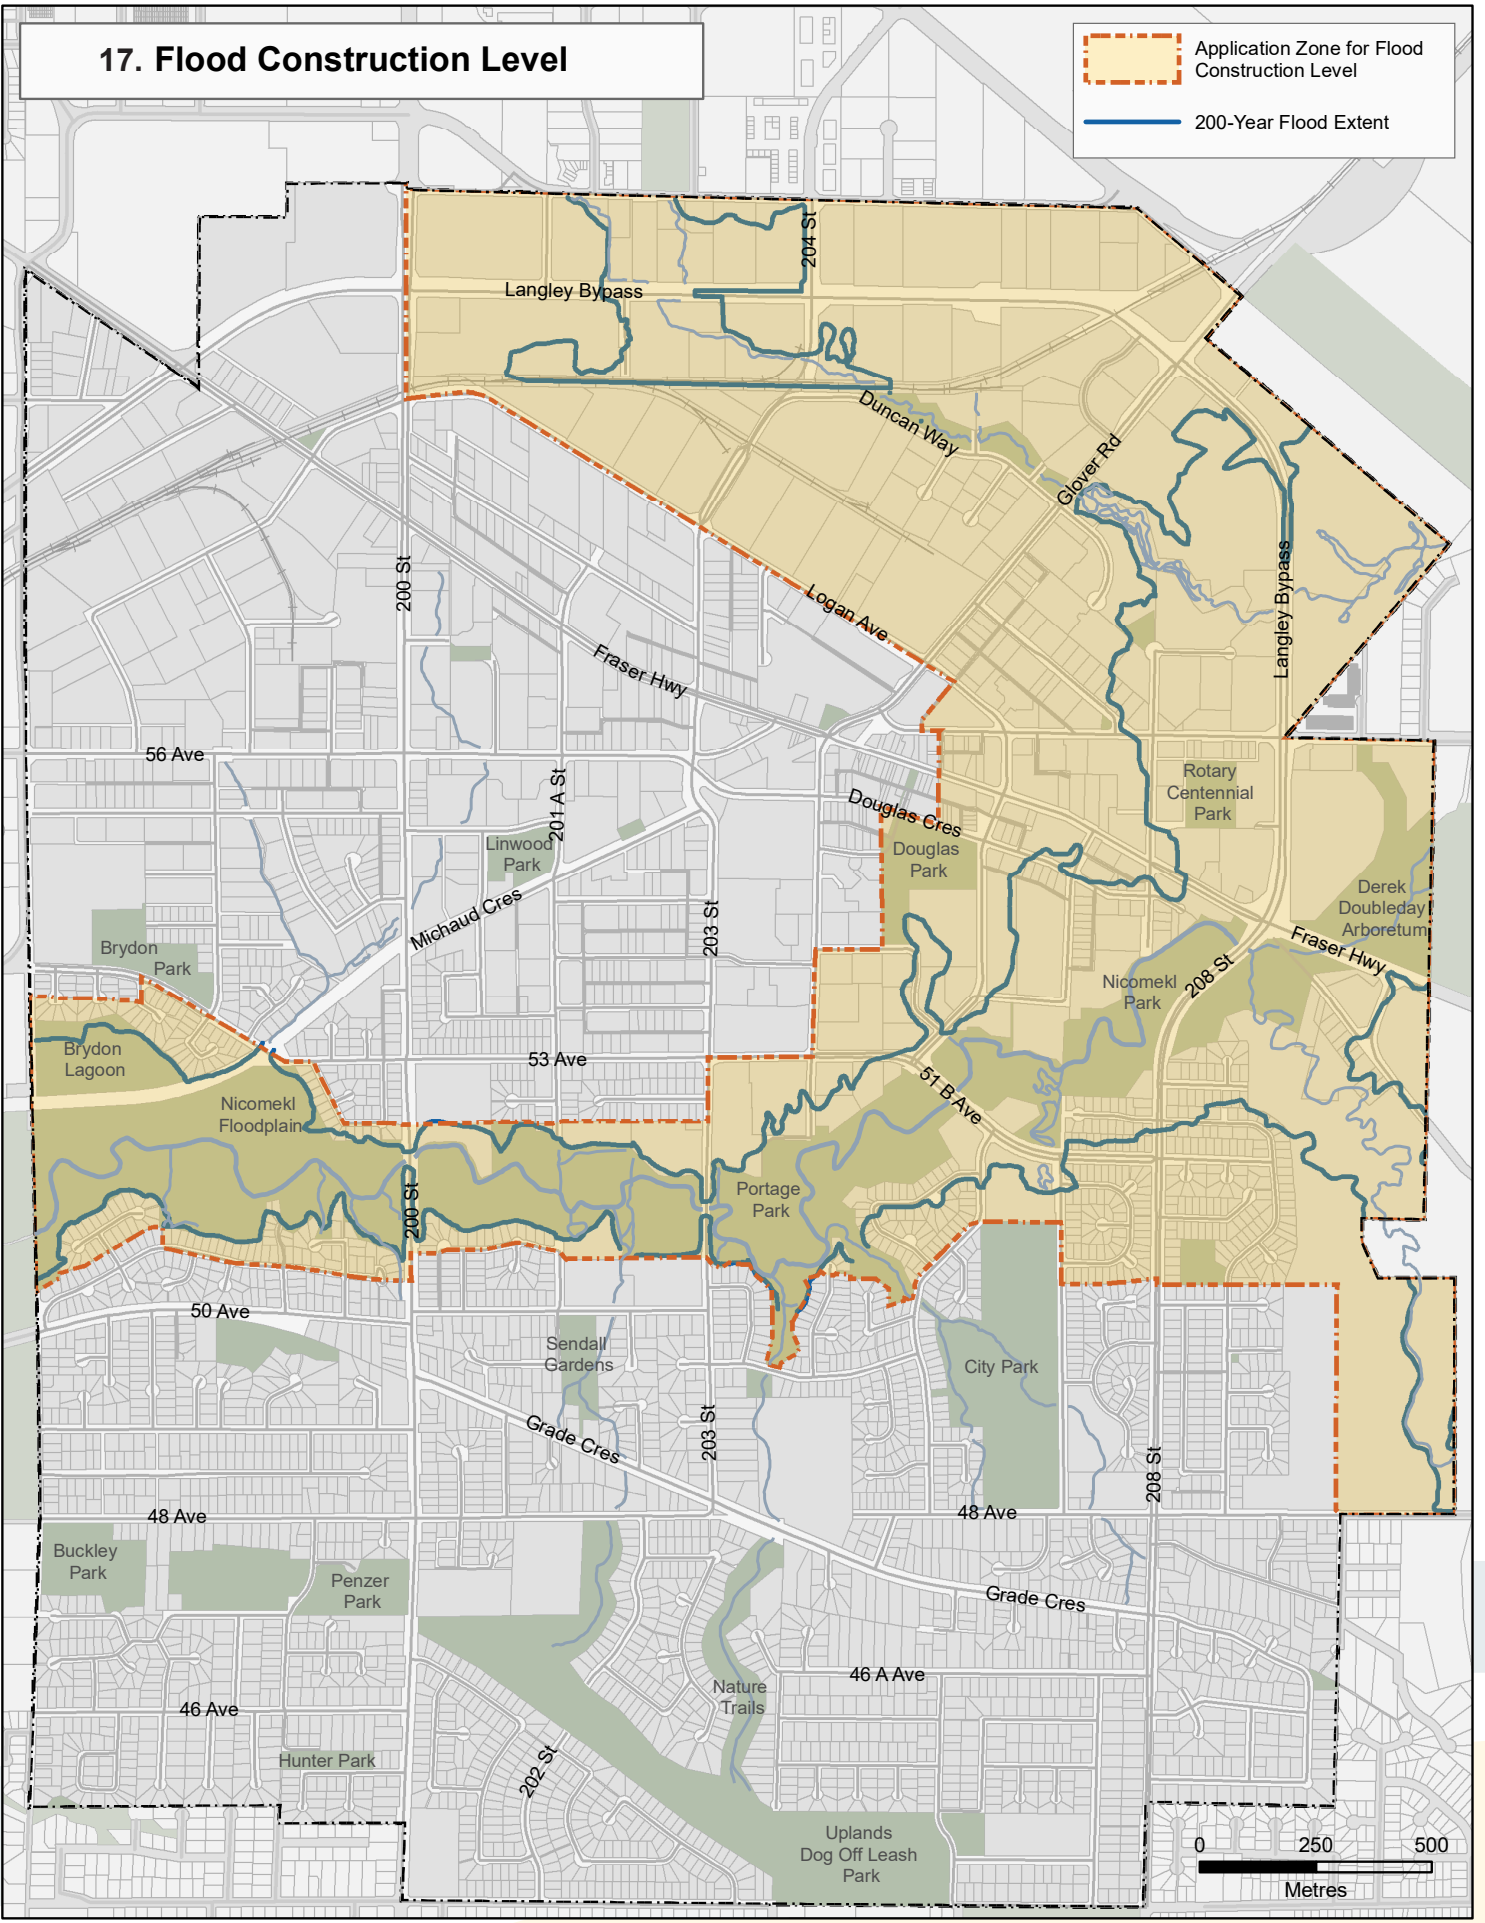 17. Flood Construction Level
Application Zone for Flood
Construction Level
200-Year Flood Extent
204 St
Langley Bypass
Duncan Way
Glover Rd
200 St
Langley Bypass
Logan Ave
Fraser Hwy
56 Ave
201 A St
Rotary
Centennial
Park
Douglas Cres
Linwood
Park
Douglas
Park
Derek
Doubleday
Arboretum
Michaud Cres
203 St
Brydon
Park
Fraser Hwy
208 St
Nicomekl
Park
Brydon
Lagoon
53 Ave
51 B Ave
Nicomekl
Floodplain
200 St
Portage
Park
50 Ave
Sendall
Gardens
City Park
Grade Cres
203 St
208 St
48 Ave
48 Ave
Buckley
Park
Penzer
Park
Grade Cres
46 A Ave
Nature
Trails
46 Ave
Hunter Park
202 St
Uplands
Dog Off Leash
Park
0 250 500
Metres